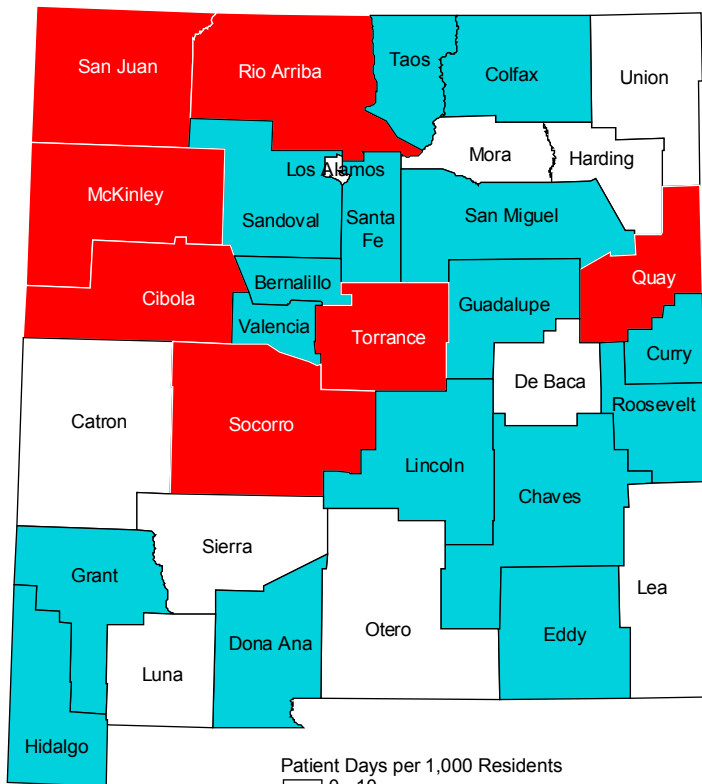 San Juan
Rio Arriba
Taos
Colfax
Union
Mora
Harding
Los Alamos
McKinley
Sandoval
Santa
Fe
San Miguel
Quay
Cibola
Bernalillo
Guadalupe
Valencia
Torrance
Curry
De Baca
Roosevelt
Catron
Socorro
Lincoln
Chaves
Sierra
Grant
Lea
Otero
Dona Ana
Eddy
Luna
Hidalgo
Patient Days per 1,000 Residents